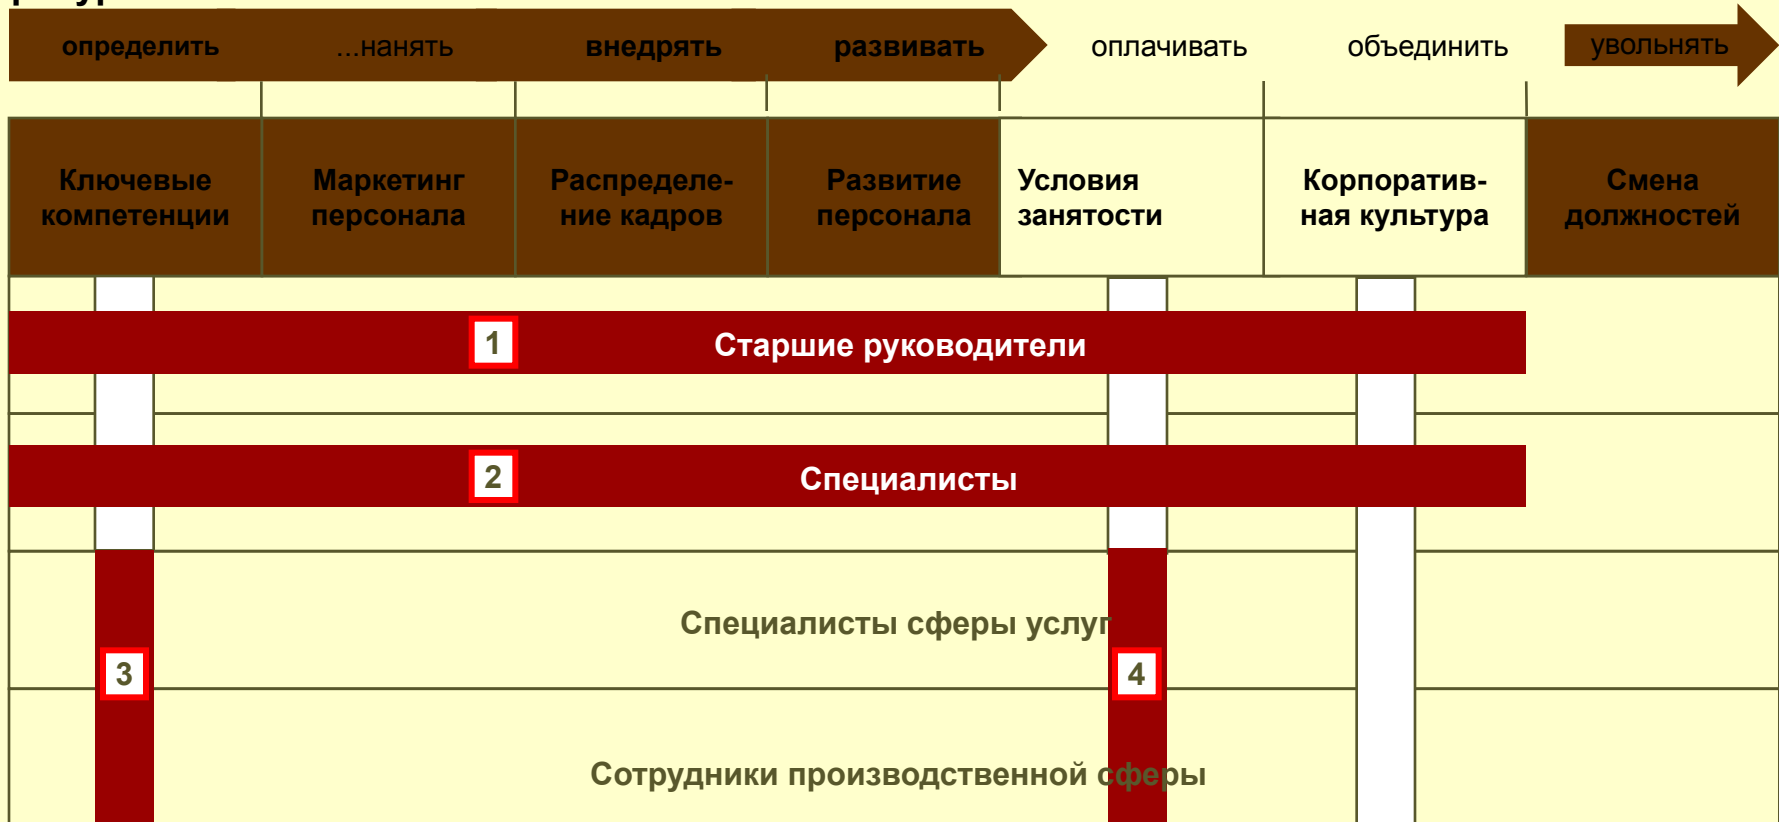 определить ...нанять внедрять развивать оплачивать объединить увольнять
Ключевые
компетенции
Маркетинг
персонала
Распределе-
ние кадров
Развитие
персонала
Условия
занятости
Корпоратив-
ная культура
Смена
должностей
1 Старшие руководители
2 Специалисты
Специалисты сферы услуг
3 4
Сотрудники производственной сферы